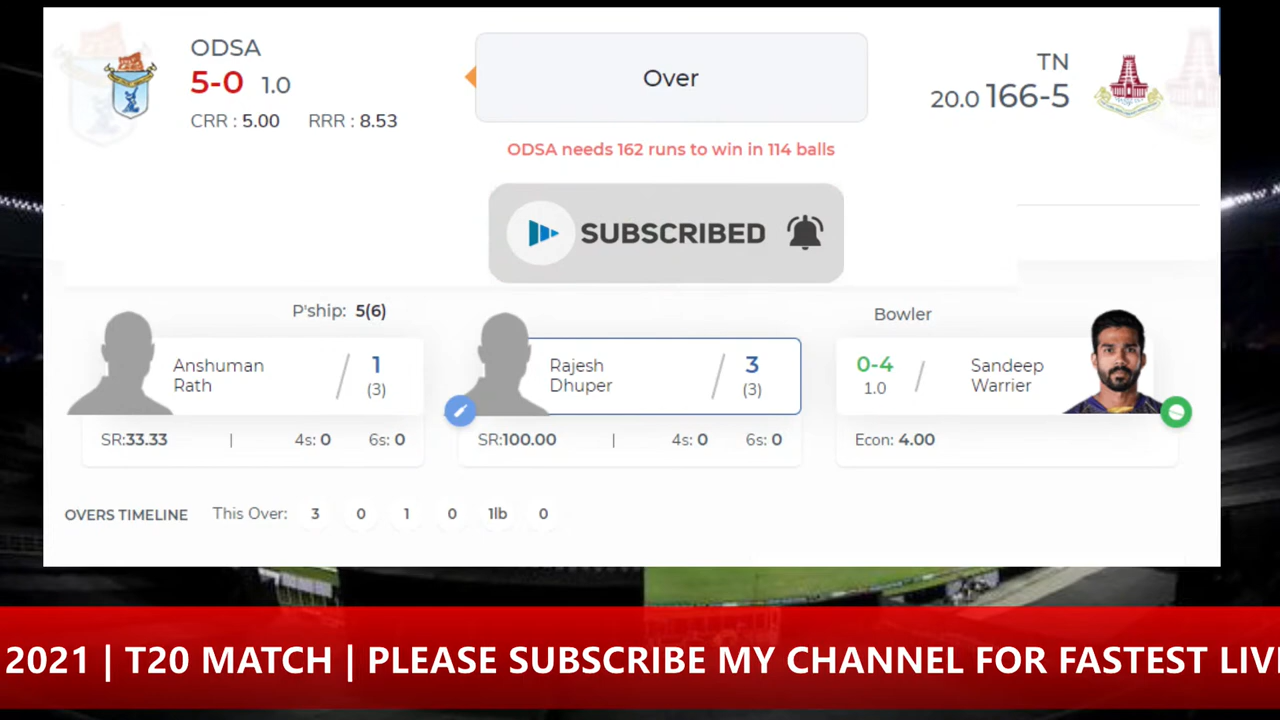 ODSA
5-0 1.0
CRR : 5.00 RRR : 8.53
Over
TN
20.0 166-5
ODSA needs 162 runs to win in 114 balls
SUBSCRIBED
P'ship: 5(6)
Bowler
Anshuman
Rath
1
(3)
SR:33.33 | 4s: 0 6s: 0
Rajesh
Dhuper
3
(3)
SR:100.00 | 4s: 0 6s: 0
0-4
1.0
Sandeep
Warrier
Econ: 4.00
OVERS TIMELINE This Over: 3 0 1 0 1lb 0
2021 | T20 MATCH | PLEASE SUBSCRIBE MY CHANNEL FOR FASTEST LIV